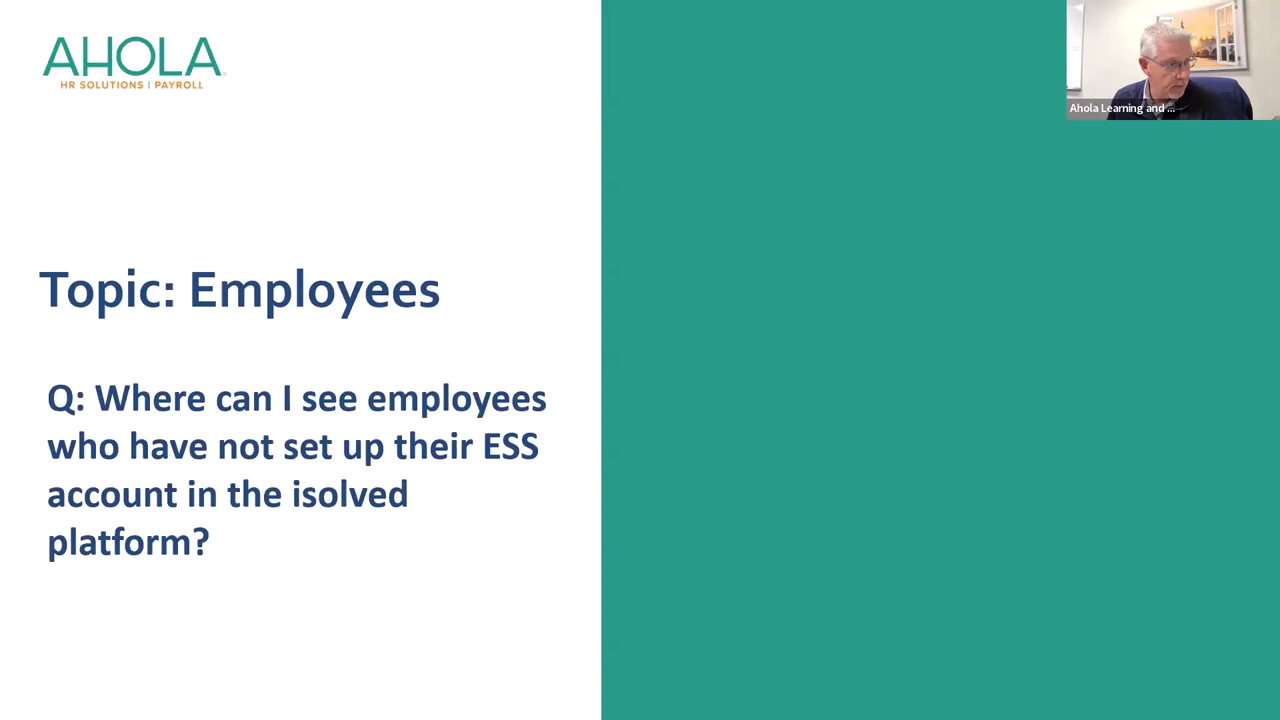 AHOLA
HR SOLUTIONS | PAYROLL
Ahola Learning and ...
Topic: Employees
Q: Where can I see employees
who have not set up their ESS
account in the isolved
platform?